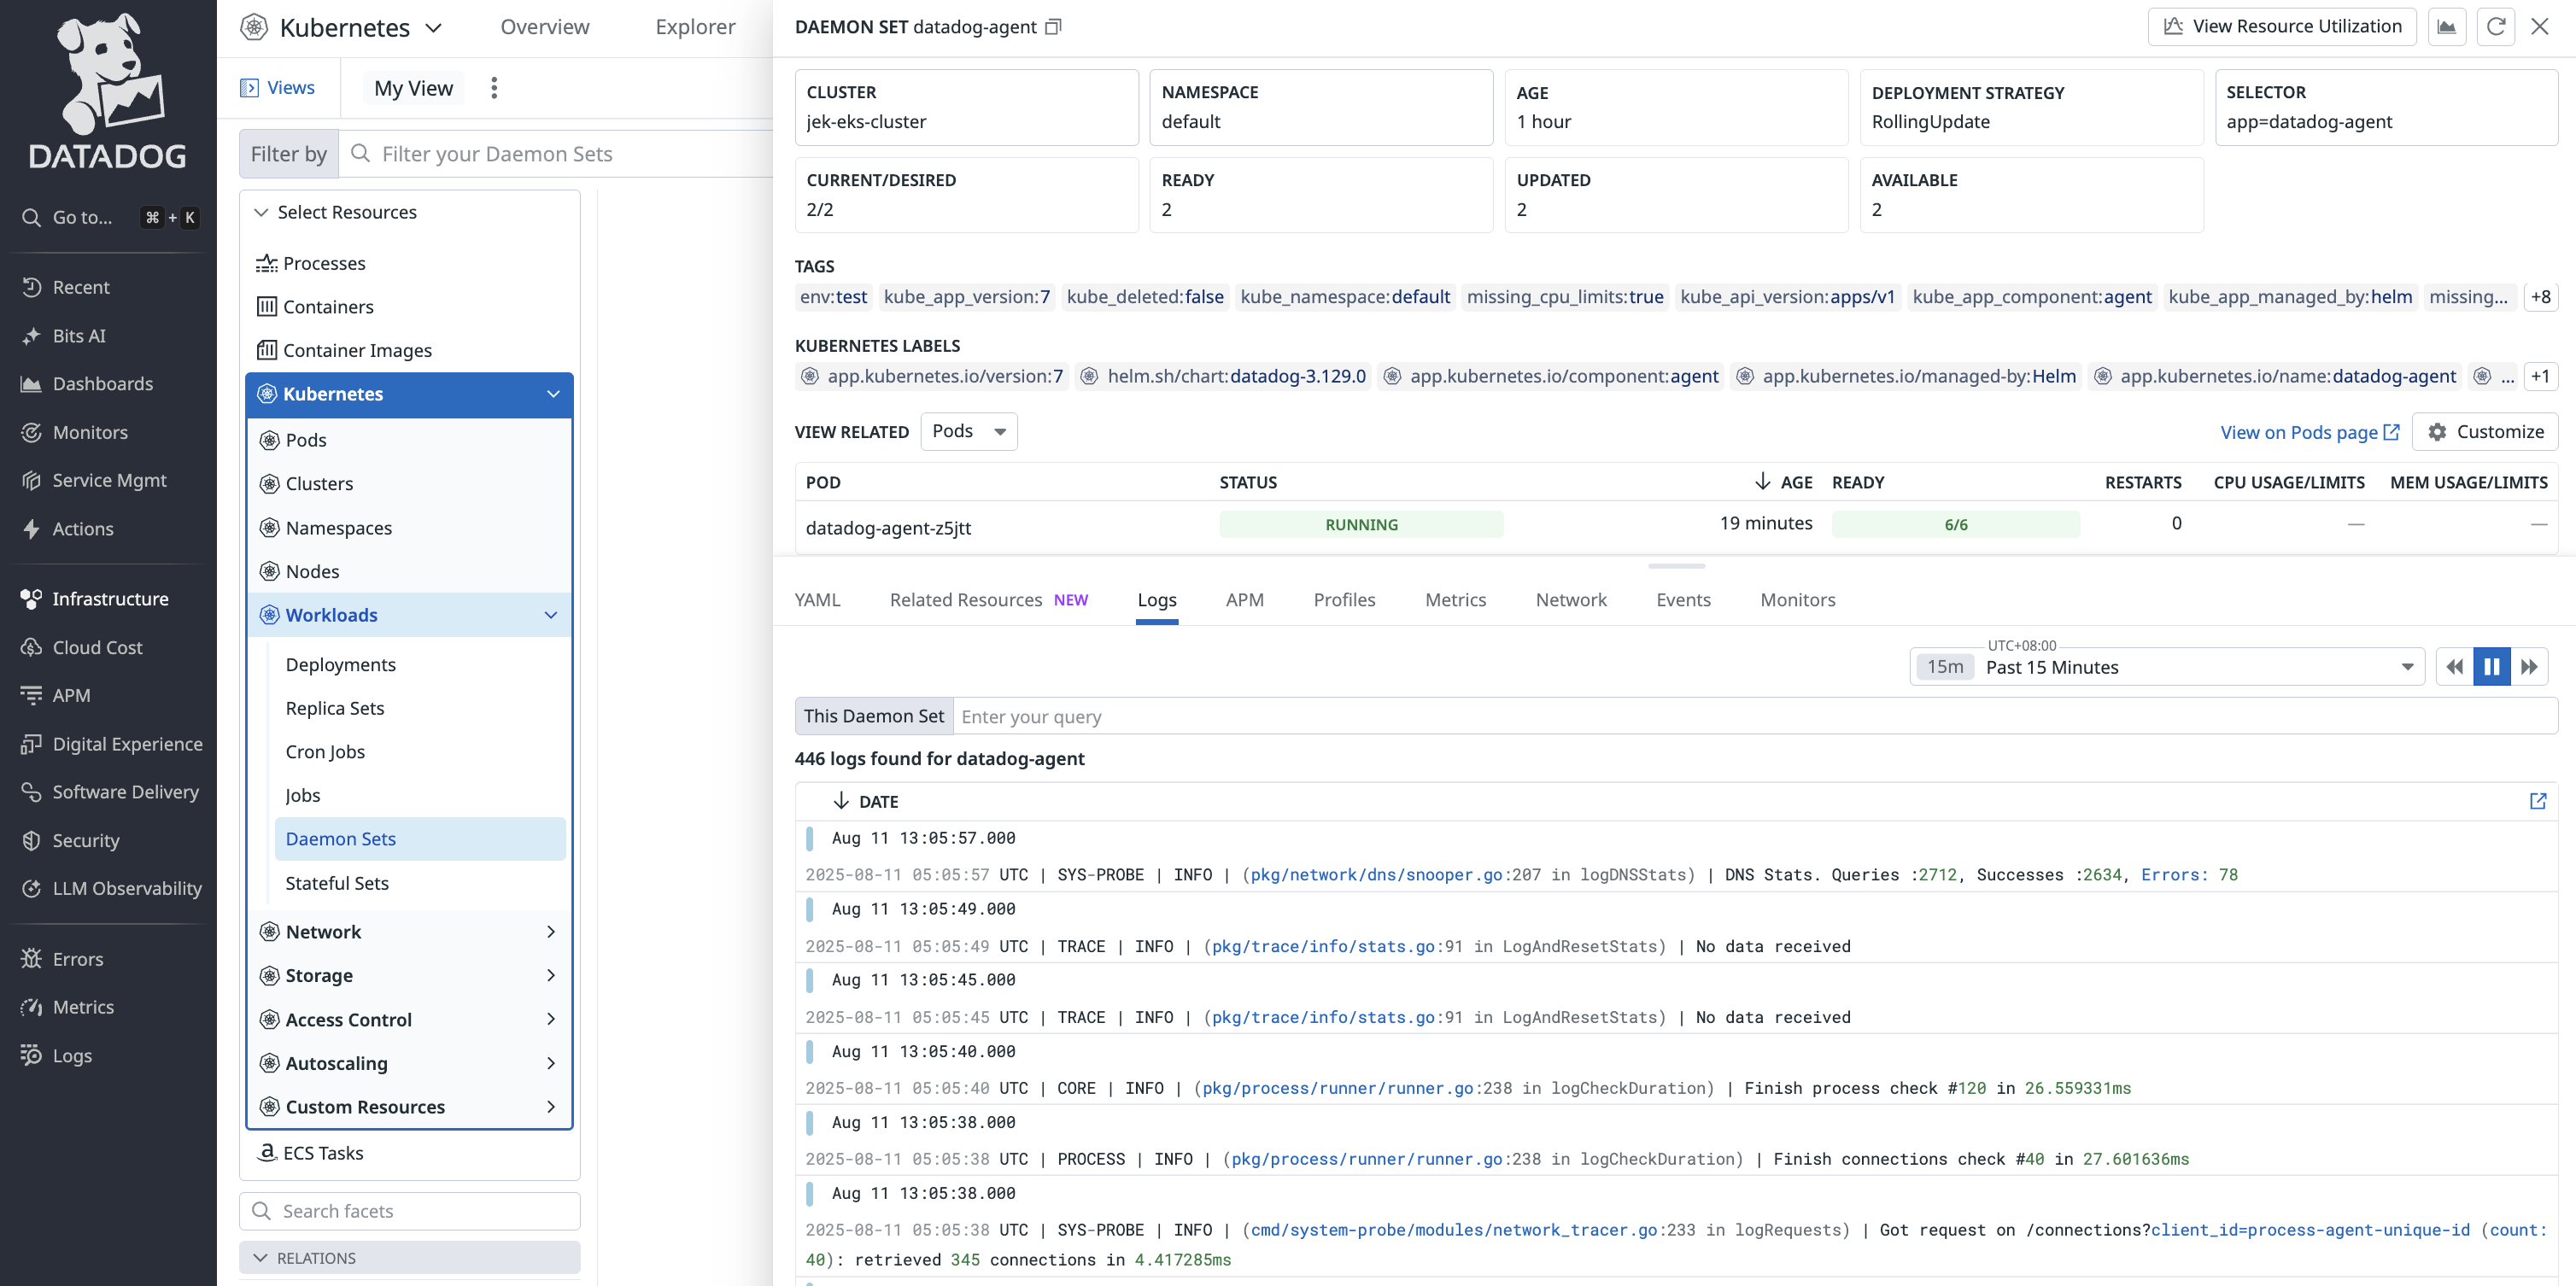 DATADOG
Go to... ⌘ + K
Recent
Bits AI
Dashboards
Monitors
Service Mgmt
Actions
Infrastructure
Cloud Cost
APM
Digital Experience
Software Delivery
Security
LLM Observability
Errors
Metrics
Logs
Kubernetes
Overview
Explorer
Views
My View
Filter by
Filter your Daemon Sets
Select Resources
Processes
Containers
Container Images
Kubernetes
Pods
Clusters
Namespaces
Nodes
Workloads
Deployments
Replica Sets
Cron Jobs
Jobs
Daemon Sets
Stateful Sets
Network
Storage
Access Control
Autoscaling
Custom Resources
ECS Tasks
Search facets
RELATIONS
DAEMON SET datadog-agent
View Resource Utilization
CLUSTER
jek-eks-cluster
NAMESPACE
default
AGE
1 hour
DEPLOYMENT STRATEGY
RollingUpdate
SELECTOR
app=datadog-agent
CURRENT/DESIRED
2/2
READY
2
UPDATED
2
AVAILABLE
2
TAGS
env:test kube_app_version:7 kube_deleted:false kube_namespace:default missing_cpu_limits:true kube_api_version:apps/v1 kube_app_component:agent kube_app_managed_by:helm missing... +8
KUBERNETES LABELS
app.kubernetes.io/version:7 helm.sh/chart:datadog-3.129.0 app.kubernetes.io/component:agent app.kubernetes.io/managed-by:Helm app.kubernetes.io/name:datadog-agent ... +1
VIEW RELATED Pods View on Pods page Customize
POD STATUS AGE READY RESTARTS CPU USAGE/LIMITS MEM USAGE/LIMITS
datadog-agent-z5jtt RUNNING 19 minutes 6/6 0 — —
YAML Related Resources NEW Logs APM Profiles Metrics Network Events Monitors
UTC+08:00
15m Past 15 Minutes
This Daemon Set Enter your query
446 logs found for datadog-agent
DATE
Aug 11 13:05:57.000
2025-08-11 05:05:57 UTC | SYS-PROBE | INFO | (pkg/network/dns/snooper.go:207 in logDNSStats) | DNS Stats. Queries :2712, Successes :2634, Errors: 78
Aug 11 13:05:49.000
2025-08-11 05:05:49 UTC | TRACE | INFO | (pkg/trace/info/stats.go:91 in LogAndResetStats) | No data received
Aug 11 13:05:45.000
2025-08-11 05:05:45 UTC | TRACE | INFO | (pkg/trace/info/stats.go:91 in LogAndResetStats) | No data received
Aug 11 13:05:40.000
2025-08-11 05:05:40 UTC | CORE | INFO | (pkg/process/runner/runner.go:238 in logCheckDuration) | Finish process check #120 in 26.559331ms
Aug 11 13:05:38.000
2025-08-11 05:05:38 UTC | PROCESS | INFO | (pkg/process/runner/runner.go:238 in logCheckDuration) | Finish connections check #40 in 27.601636ms
Aug 11 13:05:38.000
2025-08-11 05:05:38 UTC | SYS-PROBE | INFO | (cmd/system-probe/modules/network_tracer.go:233 in logRequests) | Got request on /connections?client_id=process-agent-unique-id (count:
40): retrieved 345 connections in 4.417285ms